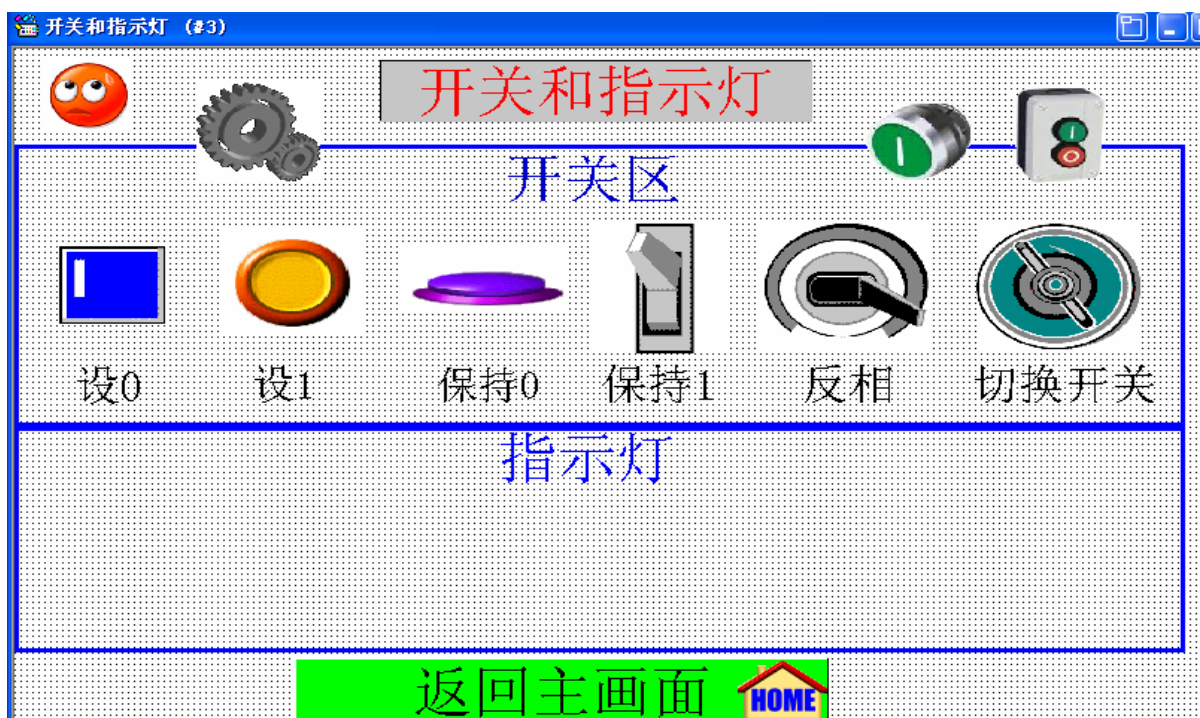 开关和指示灯 (#3)
开关和指示灯
开关区
设0 设1 保持0 保持1 反相 切换开关
指示灯
返回主画面 HOME